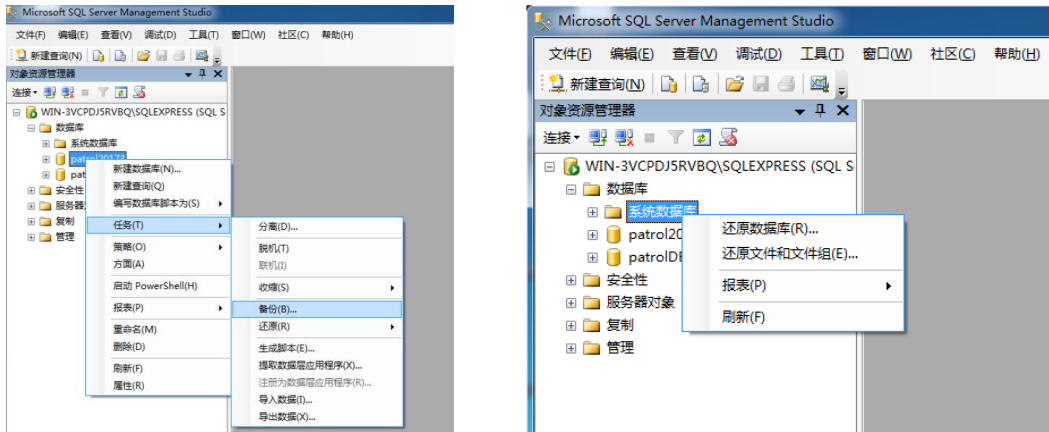 Microsoft SQL Server Management Studio
文件(F) 编辑(E) 查看(V) 调试(D) 工具(T) 窗口(W) 社区(C) 帮助(H)
新建查询(N)
对象资源管理器
连接
WIN-3VCPDJ5RVBQ\SQLEXPRESS (SQL S
数据库
系统数据库
patrol20173
pat
安全性
服务器
复制
管理
新建数据库(N)...
新建查询(Q)
编写数据库脚本为(S)
任务(T)
策略(O)
方面(A)
启动 PowerShell(H)
报表(P)
重命名(M)
删除(D)
刷新(F)
属性(R)
分离(D)...
脱机(T)
联机(I)
收缩(S)
备份(B)...
还原(R)
生成脚本(E)...
提取数据层应用程序(X)...
注册为数据层应用程序(R)...
导入数据(I)...
导出数据(X)...
Microsoft SQL Server Management Studio
文件(F) 编辑(E) 查看(V) 调试(D) 工具(T) 窗口(W) 社区(C) 帮助(H)
新建查询(N)
对象资源管理器
连接
WIN-3VCPDJ5RVBQ\SQLEXPRESS (SQL S
数据库
系统数据库
patrol20
patrolDB
安全性
服务器对象
复制
管理
还原数据库(R)...
还原文件和文件组(E)...
报表(P)
刷新(F)